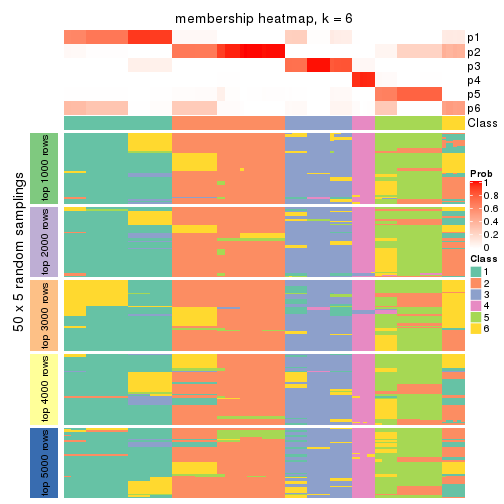 membership heatmap, k = 6
p1
p2
p3
p4
p5
p6
Class
50 x 5 random samplings
top 1000 rows
top 2000 rows
top 3000 rows
top 4000 rows
top 5000 rows
Prob
1
0.8
0.6
0.4
0.2
0
Class
1
2
3
4
5
6